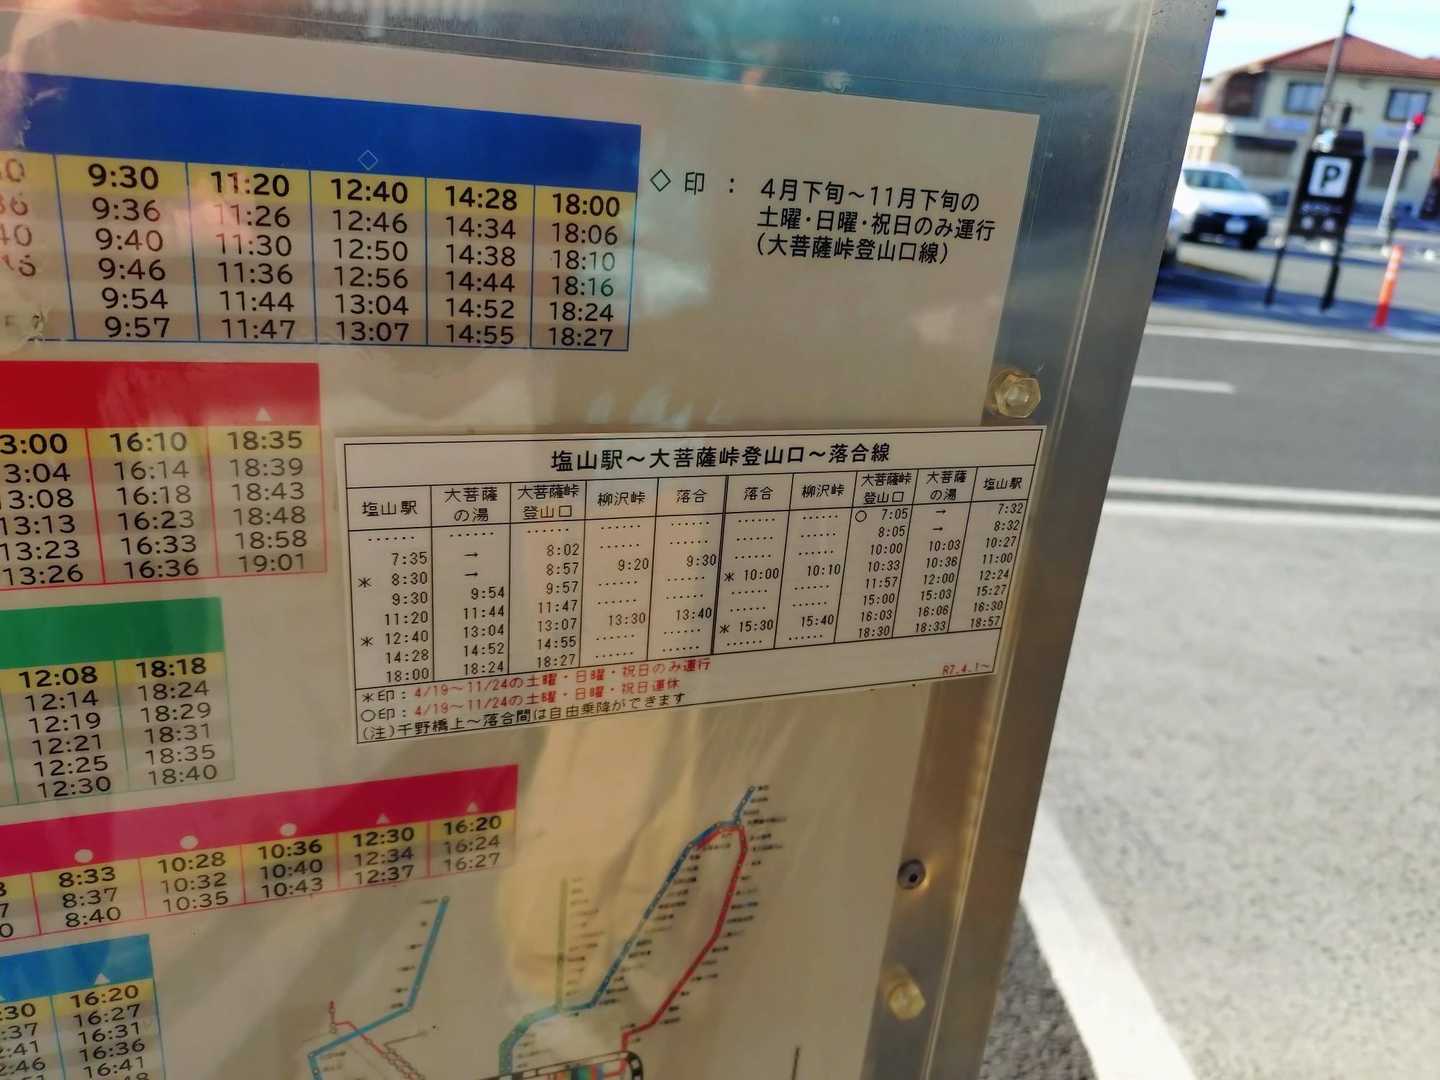 ◇
9:30 11:20 12:40 14:28 18:00
9:36 11:26 12:46 14:34 18:06
9:40 11:30 12:50 14:38 18:10
9:46 11:36 12:56 14:44 18:16
9:54 11:44 13:04 14:52 18:24
9:57 11:47 13:07 14:55 18:27
◇印 : 4月下旬~11月下旬の
土曜・日曜・祝日のみ運行
(大菩薩峠登山口線)
3:00 16:10 18:35
3:04 16:14 18:39
3:08 16:18 18:43
3:13 16:23 18:48
3:23 16:33 18:58
13:26 16:36 19:01
塩山駅~大菩薩峠登山口~落合線
塩山駅 大菩薩の湯 大菩薩峠登山口 柳沢峠 落合 落合 柳沢峠 大菩薩峠登山口 大菩薩の湯 塩山駅
······ ······ ······ ······ ······ ······ ○ 7:05 → 7:32
7:35 → 8:02 ······ ······ ······ ······ 8:05 → 8:32
* 8:30 → 8:57 9:20 9:30 ······ ······ 10:00 10:03 10:27
9:30 9:54 9:57 ······ ······ * 10:00 10:10 10:33 10:36 11:00
11:20 11:44 11:47 ······ ······ ······ ······ 11:57 12:00 12:24
* 12:40 13:04 13:07 13:30 13:40 ······ ······ 15:00 15:03 15:27
14:28 14:52 14:55 ······ ······ * 15:30 15:40 16:03 16:06 16:30
18:00 18:24 18:27 ······ ······ ······ ······ 18:30 18:33 18:57
*印:4/19~11/24の土曜・日曜・祝日のみ運行
○印:4/19~11/24の土曜・日曜・祝日運休
(注)千野橋上~落合間は自由乗降ができます
R7.4.1~
12:08 18:18
12:14 18:24
12:19 18:29
12:21 18:31
12:25 18:35
12:30 18:40
8:33 10:28 10:36 12:30 16:20
8:37 10:32 10:40 12:34 16:24
8:40 10:35 10:43 12:37 16:27
:30 16:20
:37 16:27
:41 16:31
:46 16:36
16:41
P